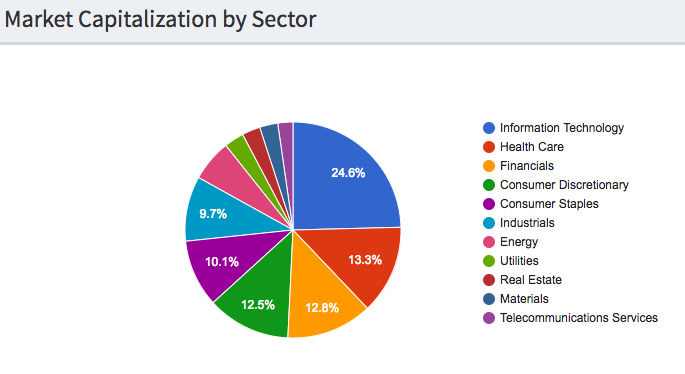 Market Capitalization by Sector
24.6%
13.3%
12.8%
12.5%
10.1%
9.7%
Information Technology
Health Care
Financials
Consumer Discretionary
Consumer Staples
Industrials
Energy
Utilities
Real Estate
Materials
Telecommunications Services